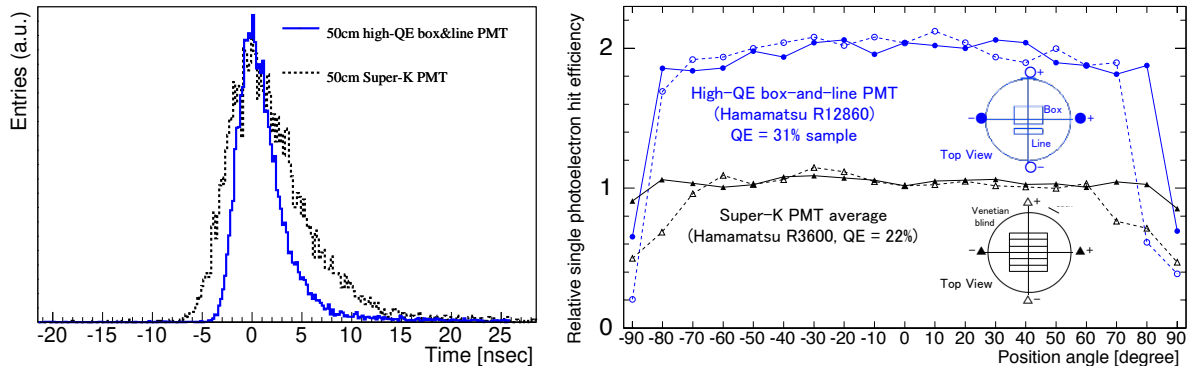 Entries (a.u.)
50cm high-QE box&line PMT
50cm Super-K PMT
-20 -15 -10 -5 0 5 10 15 20 25
Time [nsec]
Relative single photoelectron hit efficiency
2
1
0
High-QE box-and-line PMT
(Hamamatsu R12860)
QE = 31% sample
+
Box
- +
Line
Top View
-
Super-K PMT average
(Hamamatsu R3600, QE = 22%)
Venetian
blind
+
- +
Top View
-
-90 -80 -70 -60 -50 -40 -30 -20 -10 0 10 20 30 40 50 60 70 80 90
Position angle [degree]